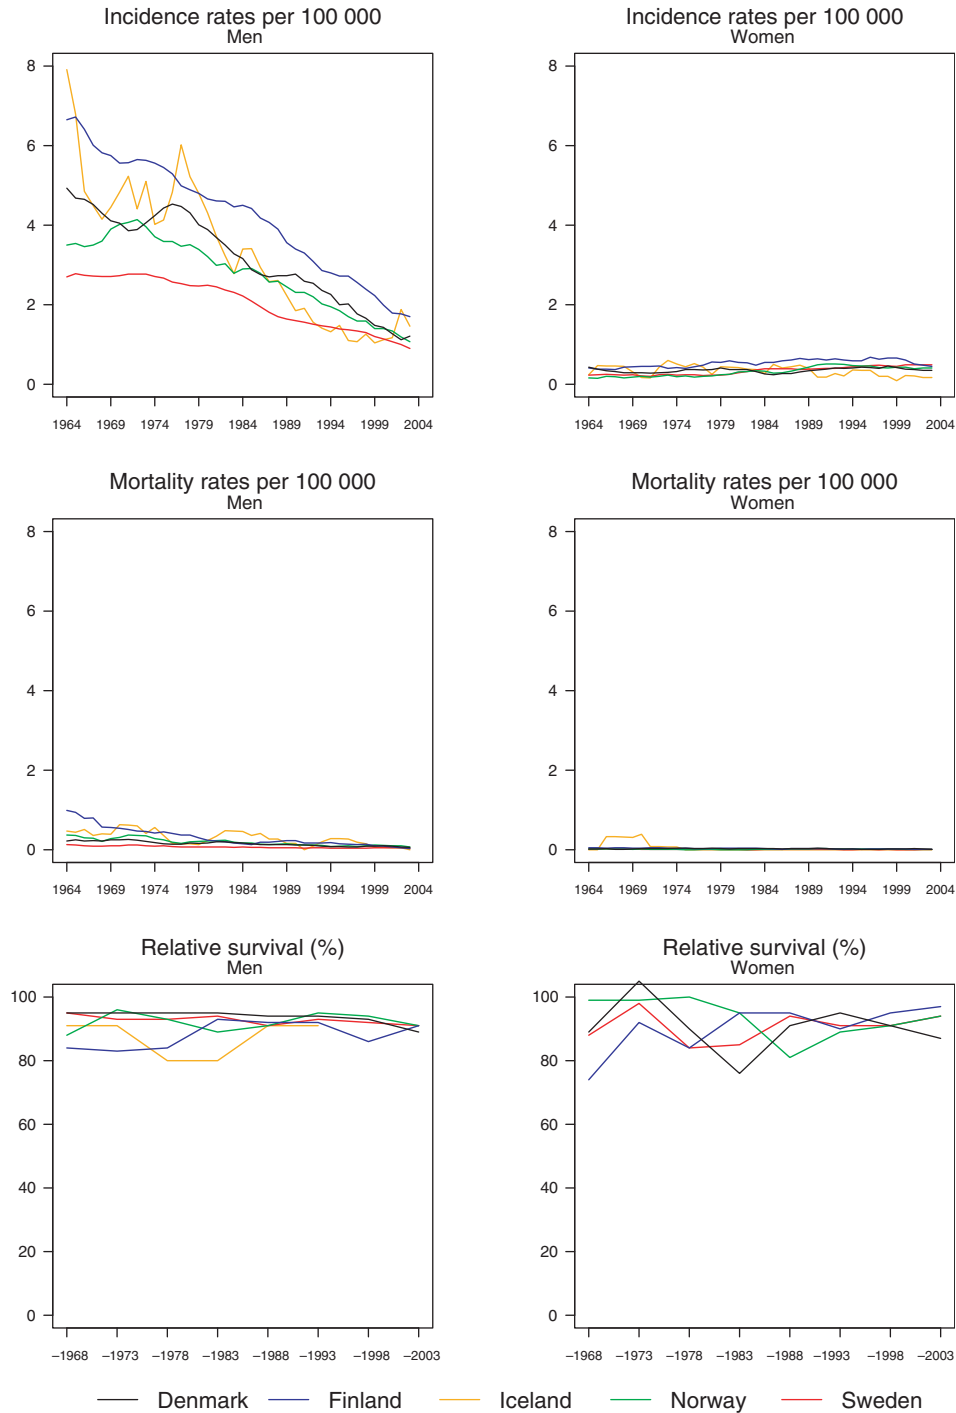 Incidence rates per 100 000
Men
8
6
4
2
0
1964 1969 1974 1979 1984 1989 1994 1999 2004
Incidence rates per 100 000
Women
8
6
4
2
0
1964 1969 1974 1979 1984 1989 1994 1999 2004
Mortality rates per 100 000
Men
8
6
4
2
0
1964 1969 1974 1979 1984 1989 1994 1999 2004
Mortality rates per 100 000
Women
8
6
4
2
0
1964 1969 1974 1979 1984 1989 1994 1999 2004
Relative survival (%)
Men
100
80
60
40
20
0
−1968 −1973 −1978 −1983 −1988 −1993 −1998 −2003
Relative survival (%)
Women
100
80
60
40
20
0
−1968 −1973 −1978 −1983 −1988 −1993 −1998 −2003
Denmark Finland Iceland Norway Sweden